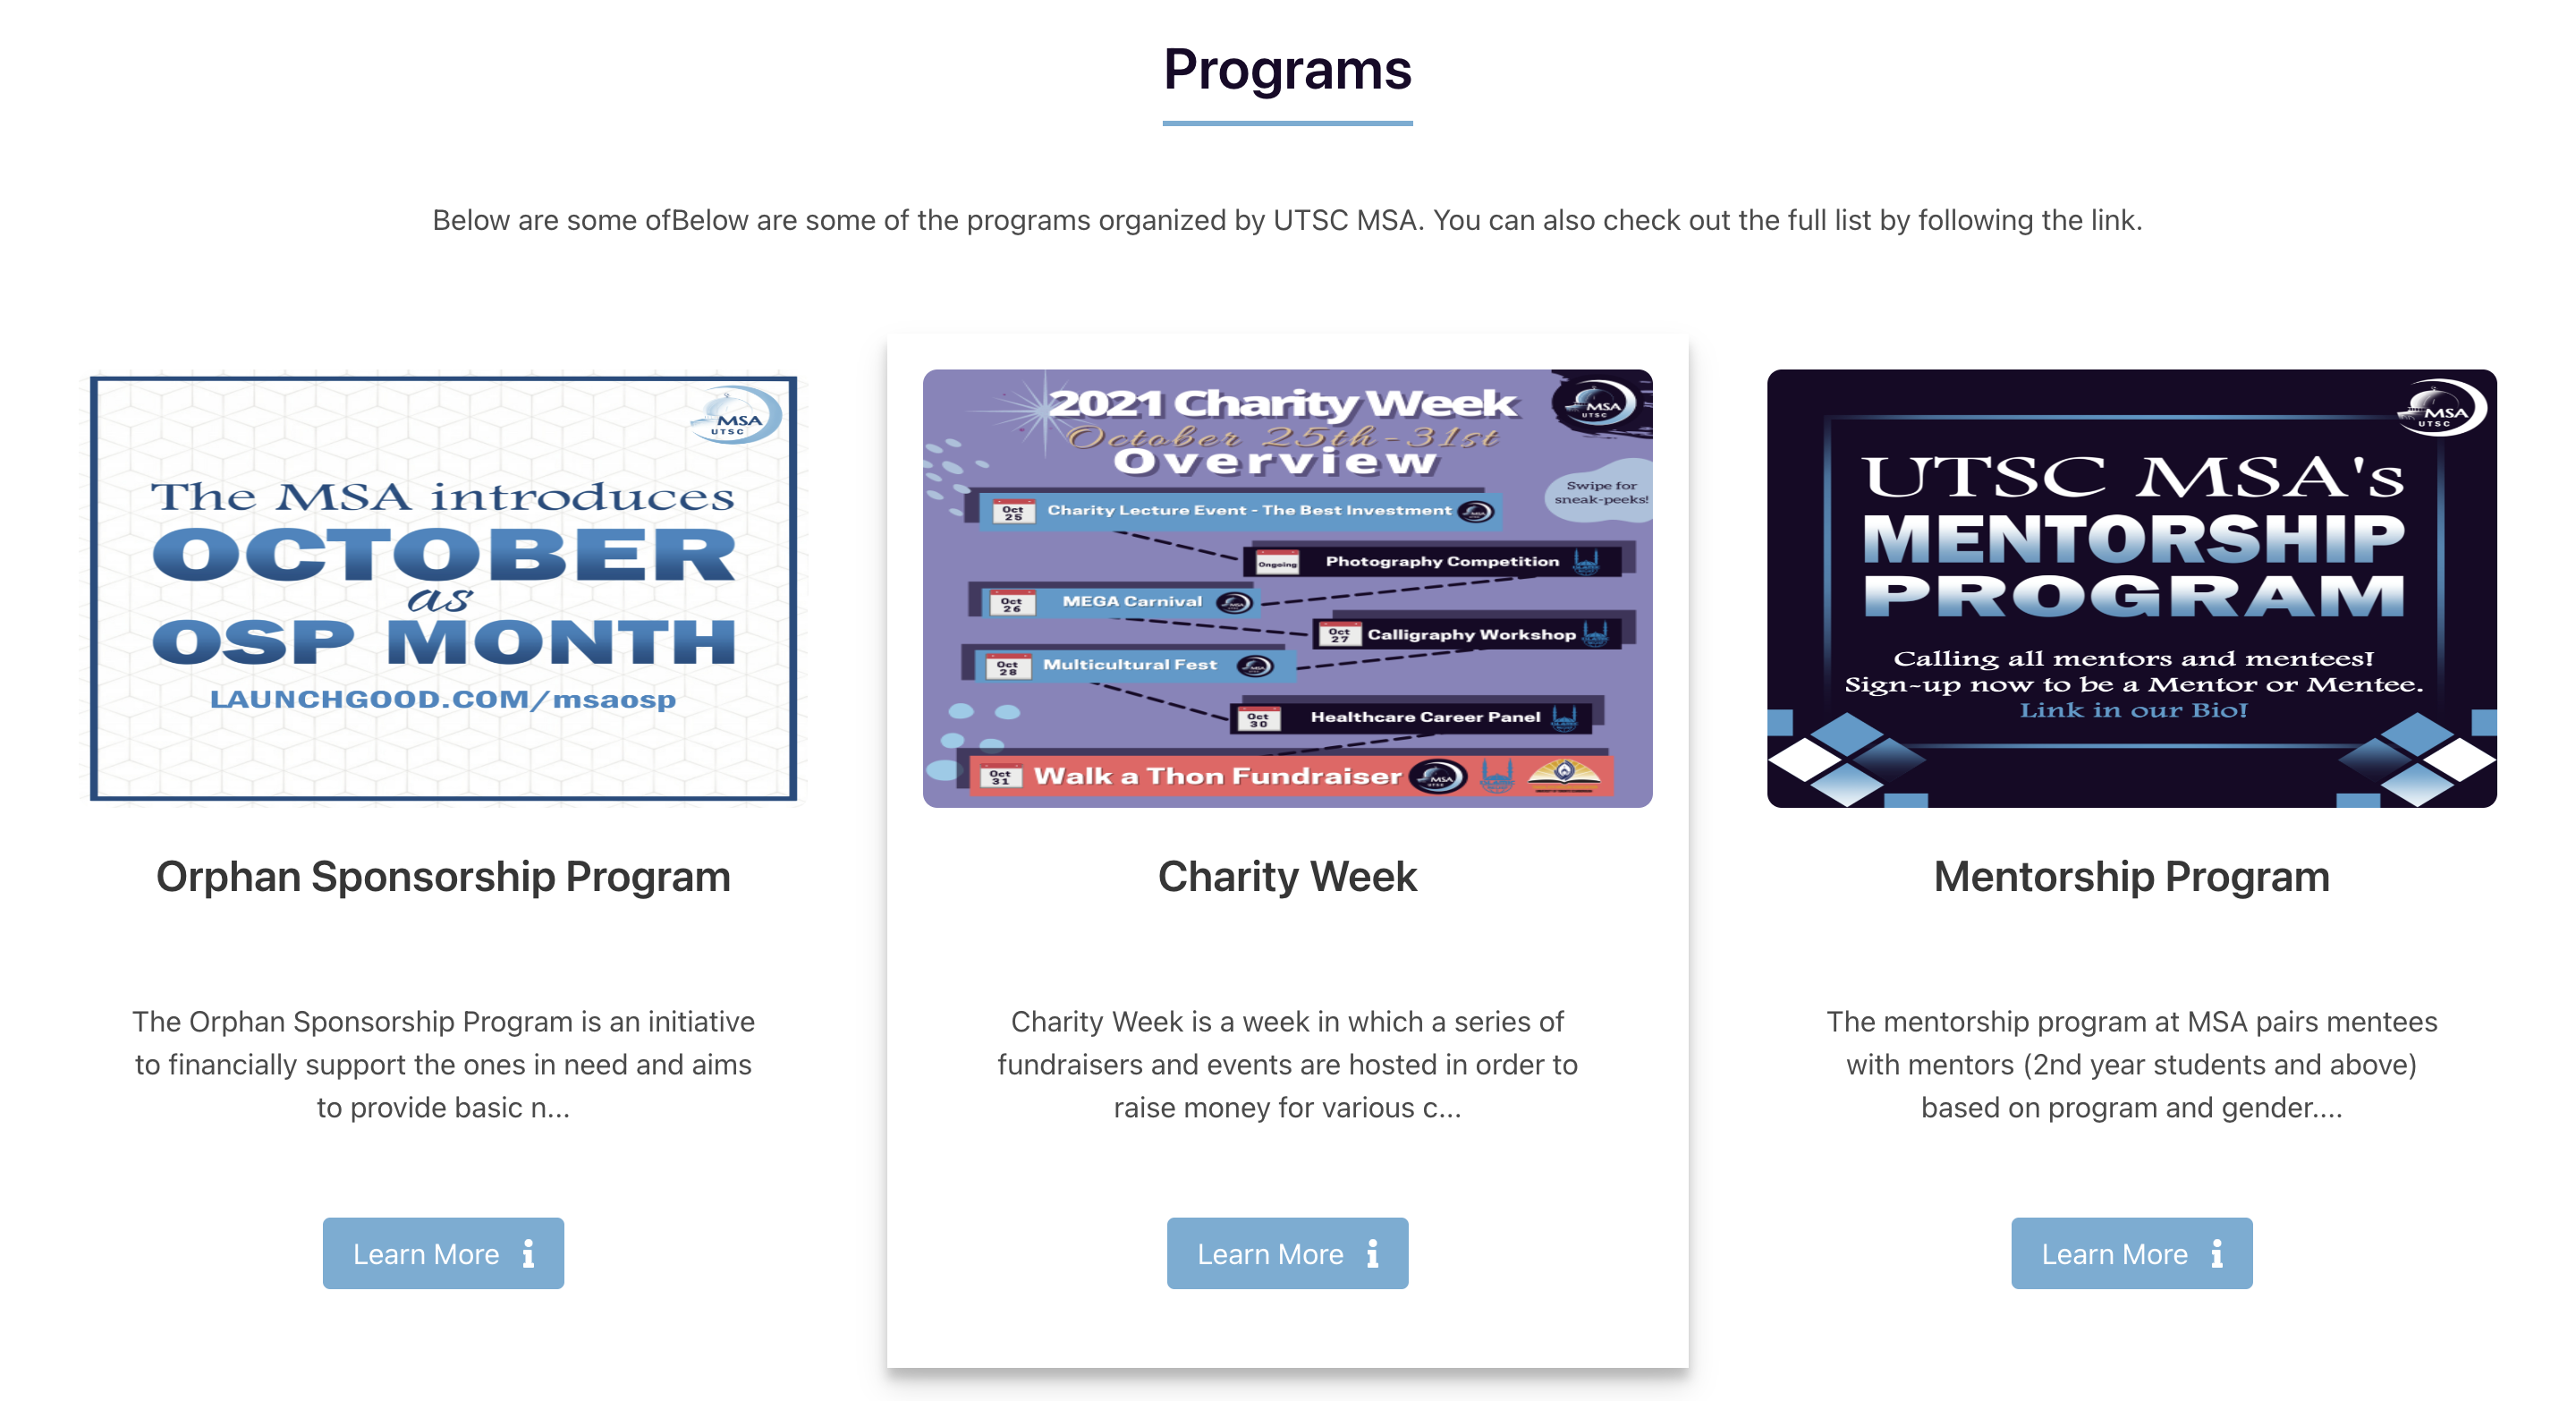 Programs
Below are some ofBelow are some of the programs organized by UTSC MSA. You can also check out the full list by following the link.
MSA
UTSC
The MSA introduces
OCTOBER
as
OSP MONTH
LAUNCHGOOD.COM/msaosp
Orphan Sponsorship Program
The Orphan Sponsorship Program is an initiative
to financially support the ones in need and aims
to provide basic n...
Learn More
2021 Charity Week
October 25th-31st
Overview
MSA
UTSC
Swipe for
sneak-peeks!
Oct
25
Charity Lecture Event - The Best Investment
Ongoing
Photography Competition
Oct
26
MEGA Carnival
Oct
27
Calligraphy Workshop
Oct
28
Multicultural Fest
Oct
30
Healthcare Career Panel
Oct
31
Walk a Thon Fundraiser
MSA
Charity Week
Charity Week is a week in which a series of
fundraisers and events are hosted in order to
raise money for various c...
Learn More
MSA
UTSC
UTSC MSA's
MENTORSHIP
PROGRAM
Calling all mentors and mentees!
Sign-up now to be a Mentor or Mentee.
Link in our Bio!
Mentorship Program
The mentorship program at MSA pairs mentees
with mentors (2nd year students and above)
based on program and gender....
Learn More